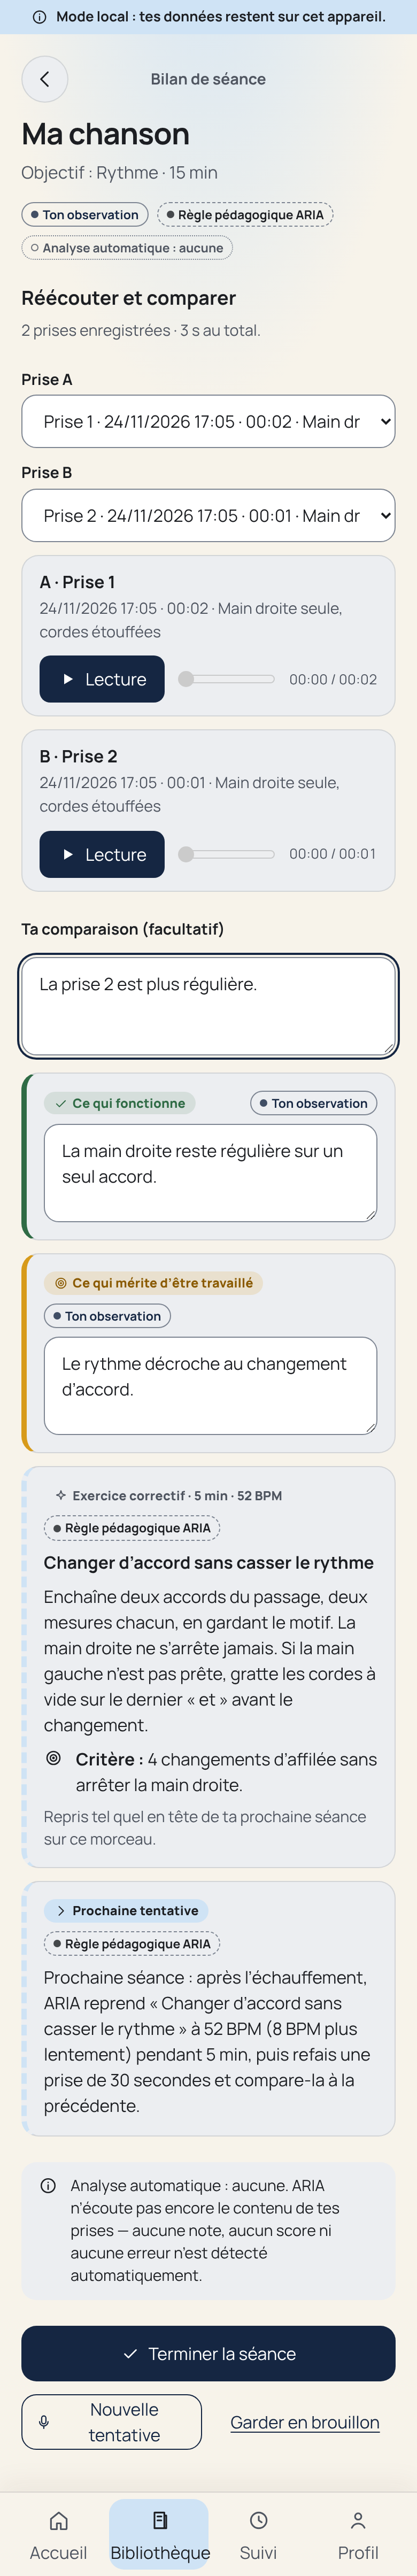 Mode local : tes données restent sur cet appareil.
Bilan de séance
Ma chanson
Objectif : Rythme · 15 min
Ton observation
Règle pédagogique ARIA
Analyse automatique : aucune
Réécouter et comparer
2 prises enregistrées · 3 s au total.
Prise A
Prise 1 · 24/11/2026 17:05 · 00:02 · Main dr
Prise B
Prise 2 · 24/11/2026 17:05 · 00:01 · Main dr
A · Prise 1
24/11/2026 17:05 · 00:02 · Main droite seule,
cordes étouffées
Lecture
00:00 / 00:02
B · Prise 2
24/11/2026 17:05 · 00:01 · Main droite seule,
cordes étouffées
Lecture
00:00 / 00:01
Ta comparaison (facultatif)
La prise 2 est plus régulière.
Ce qui fonctionne
Ton observation
La main droite reste régulière sur un
seul accord.
Ce qui mérite d’être travaillé
Ton observation
Le rythme décroche au changement
d’accord.
Exercice correctif · 5 min · 52 BPM
Règle pédagogique ARIA
Changer d’accord sans casser le rythme
Enchaîne deux accords du passage, deux
mesures chacun, en gardant le motif. La
main droite ne s’arrête jamais. Si la main
gauche n’est pas prête, gratte les cordes à
vide sur le dernier « et » avant le
changement.
Critère : 4 changements d’affilée sans
arrêter la main droite.
Repris tel quel en tête de ta prochaine séance
sur ce morceau.
Prochaine tentative
Règle pédagogique ARIA
Prochaine séance : après l’échauffement,
ARIA reprend « Changer d’accord sans
casser le rythme » à 52 BPM (8 BPM plus
lentement) pendant 5 min, puis refais une
prise de 30 secondes et compare-la à la
précédente.
Analyse automatique : aucune. ARIA
n’écoute pas encore le contenu de tes
prises — aucune note, aucun score ni
aucune erreur n’est détecté
automatiquement.
Terminer la séance
Nouvelle
tentative
Garder en brouillon
Accueil
Bibliothèque
Suivi
Profil